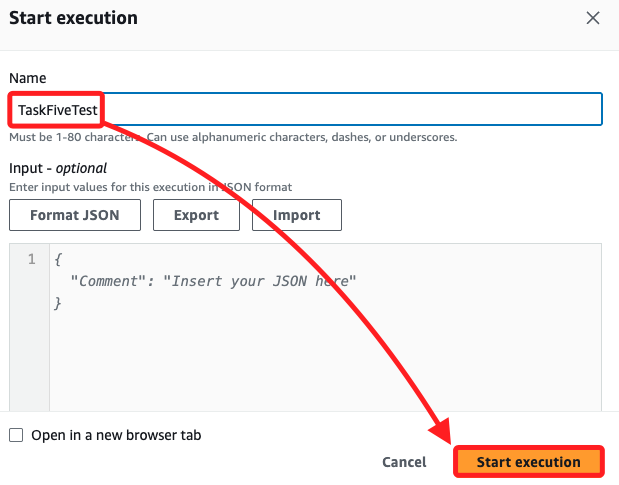 Start execution
Name
TaskFiveTest
Must be 1-80 characters. Can use alphanumeric characters, dashes, or underscores.
Input - optional
Enter input values for this execution in JSON format
Format JSON
Export
Import
1
{
"Comment": "Insert your JSON here"
}
Open in a new browser tab
Cancel
Start execution